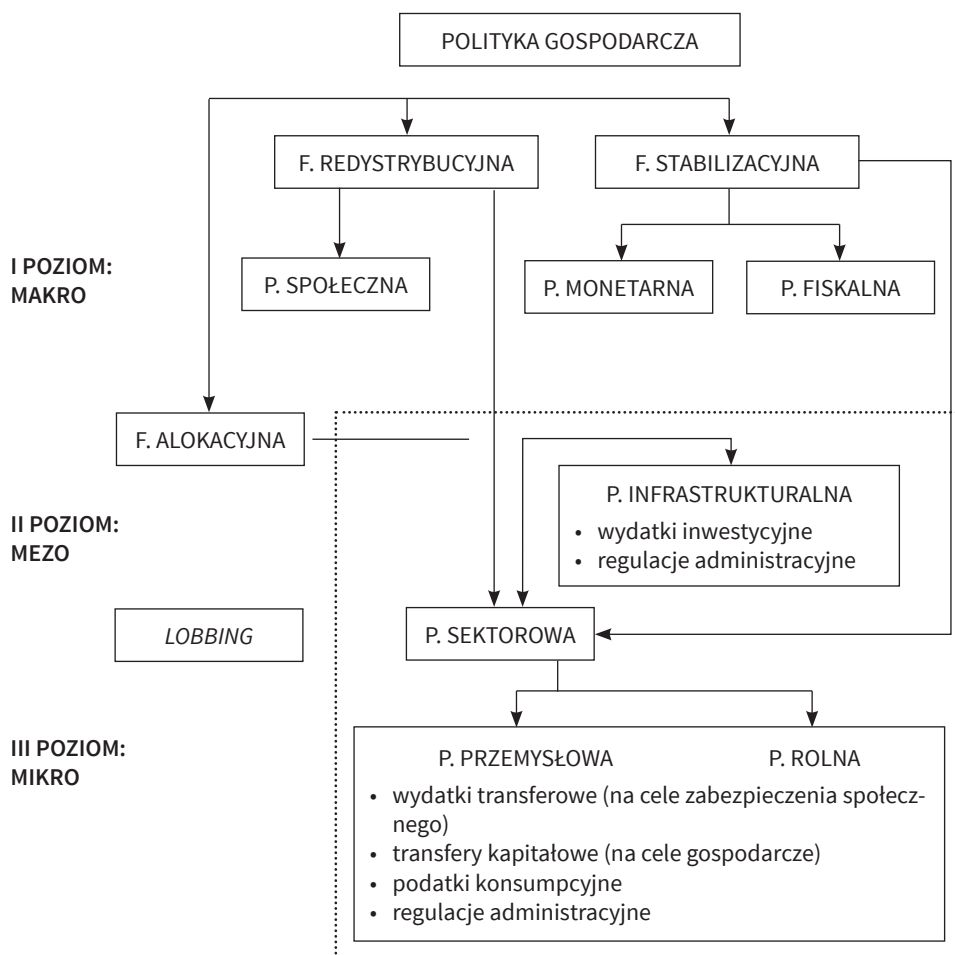 POLITYKA GOSPODARCZA
F. REDYSTRYBUCYJNA
F. STABILIZACYJNA
I POZIOM:
MAKRO
P. SPOŁECZNA
P. MONETARNA
P. FISKALNA
F. ALOKACYJNA
II POZIOM:
MEZO
P. INFRASTRUKTURALNA
• wydatki inwestycyjne
• regulacje administracyjne
LOBBING
P. SEKTOROWA
III POZIOM:
MIKRO
P. PRZEMYSŁOWA
P. ROLNA
• wydatki transferowe (na cele zabezpieczenia społecz-
nego)
• transfery kapitałowe (na cele gospodarcze)
• podatki konsumpcyjne
• regulacje administracyjne